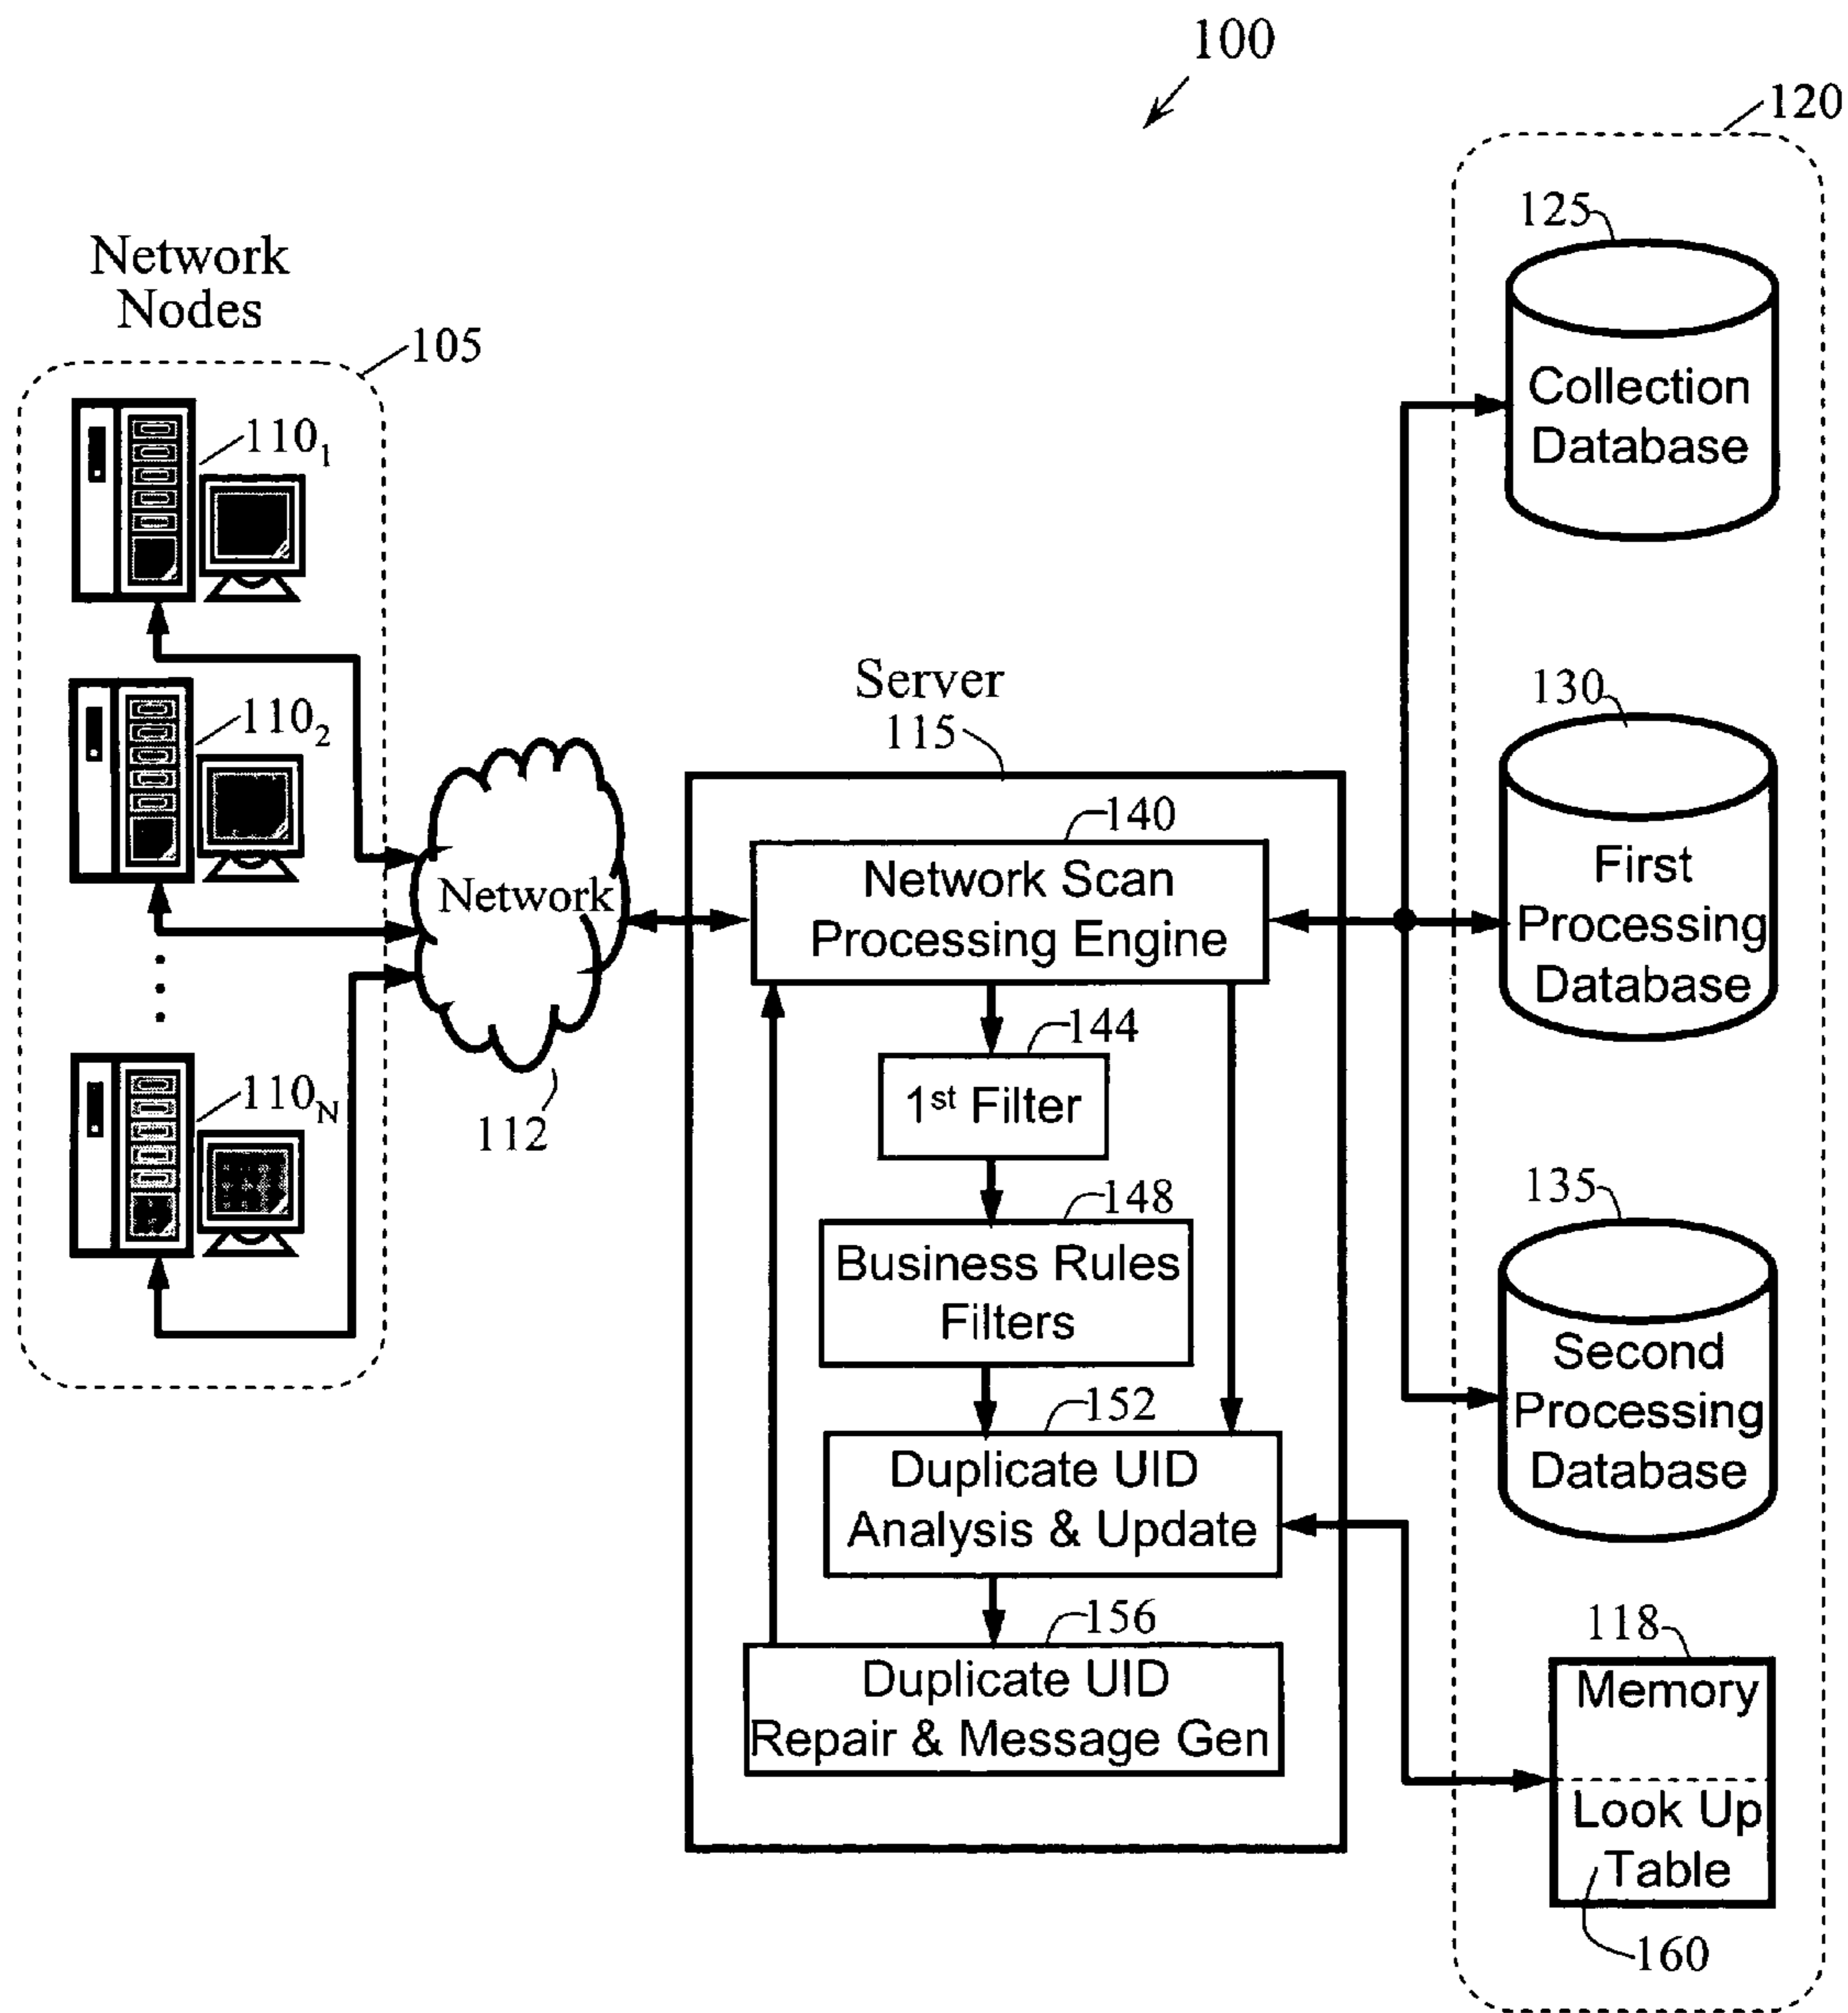 100
120
125
Collection
Database
Network
Nodes
105
110₁
110₂
110N
Network
112
Server
115
140
Network Scan
Processing Engine
144
1st Filter
148
Business Rules
Filters
152
Duplicate UID
Analysis & Update
156
Duplicate UID
Repair & Message Gen
130
First
Processing
Database
135
Second
Processing
Database
118
Memory
Look Up
Table
160